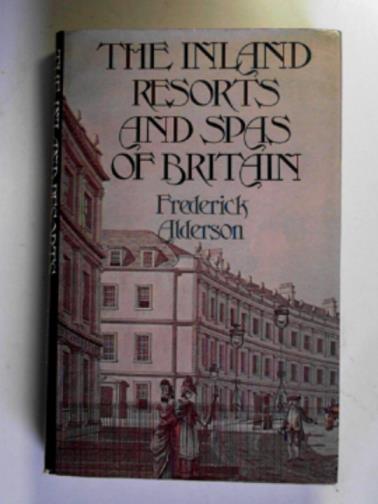 THE INLAND
RESORTS
AND SPAS
OF BRITAIN
Frederick
Alderson